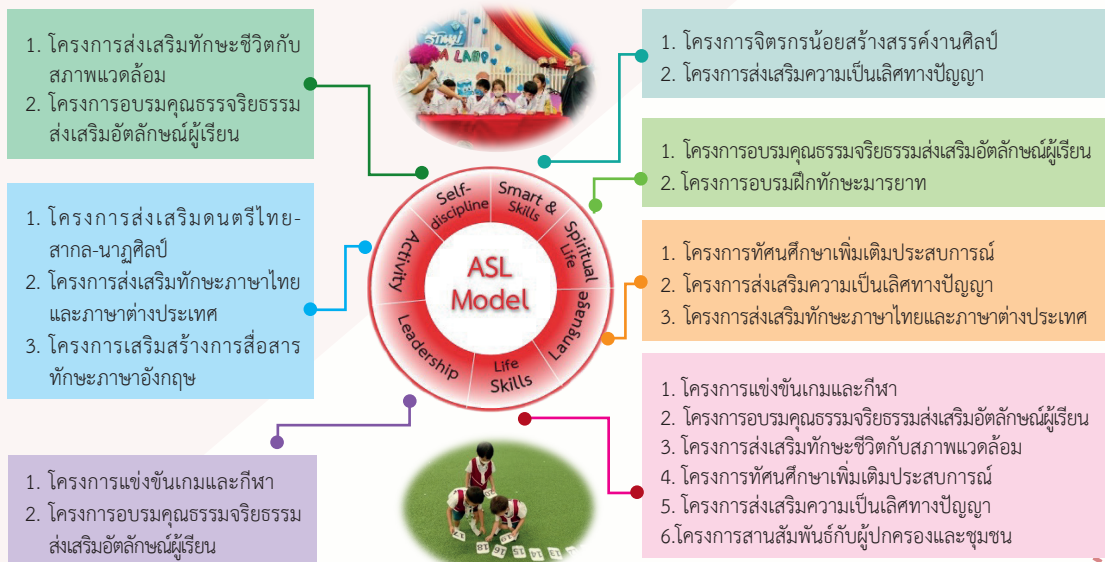 1. โครงการส่งเสริมทักษะชีวิตกับ
สภาพแวดล้อม
2. โครงการอบรมคุณธรรจริยธรรม
ส่งเสริมอัตลักษณ์ผู้เรียน
1. โครงการส่งเสริมดนตรีไทย-
สากล-นาฏศิลป์
2. โครงการส่งเสริมทักษะภาษาไทย
และภาษาต่างประเทศ
3. โครงการเสริมสร้างการสื่อสาร
ทักษะภาษาอังกฤษ
1. โครงการแข่งขันเกมและกีฬา
2. โครงการอบรมคุณธรรมจริยธรรม
ส่งเสริมอัตลักษณ์ผู้เรียน
Self-
discipline
Smart &
Skills
Spiritual
Life
Language
Life
Skills
Leadership
Activity
ASL
Model
1. โครงการจิตรกรน้อยสร้างสรรค์งานศิลป์
2. โครงการส่งเสริมความเป็นเลิศทางปัญญา
1. โครงการอบรมคุณธรรมจริยธรรมส่งเสริมอัตลักษณ์ผู้เรียน
2. โครงการอบรมฝึกทักษะมารยาท
1. โครงการทัศนศึกษาเพิ่มเติมประสบการณ์
2. โครงการส่งเสริมความเป็นเลิศทางปัญญา
3. โครงการส่งเสริมทักษะภาษาไทยและภาษาต่างประเทศ
1. โครงการแข่งขันเกมและกีฬา
2. โครงการอบรมคุณธรรมจริยธรรมส่งเสริมอัตลักษณ์ผู้เรียน
3. โครงการส่งเสริมทักษะชีวิตกับสภาพแวดล้อม
4. โครงการทัศนศึกษาเพิ่มเติมประสบการณ์
5. โครงการส่งเสริมความเป็นเลิศทางปัญญา
6.โครงการสานสัมพันธ์กับผู้ปกครองและชุมชน
17
18
16
15
14
13